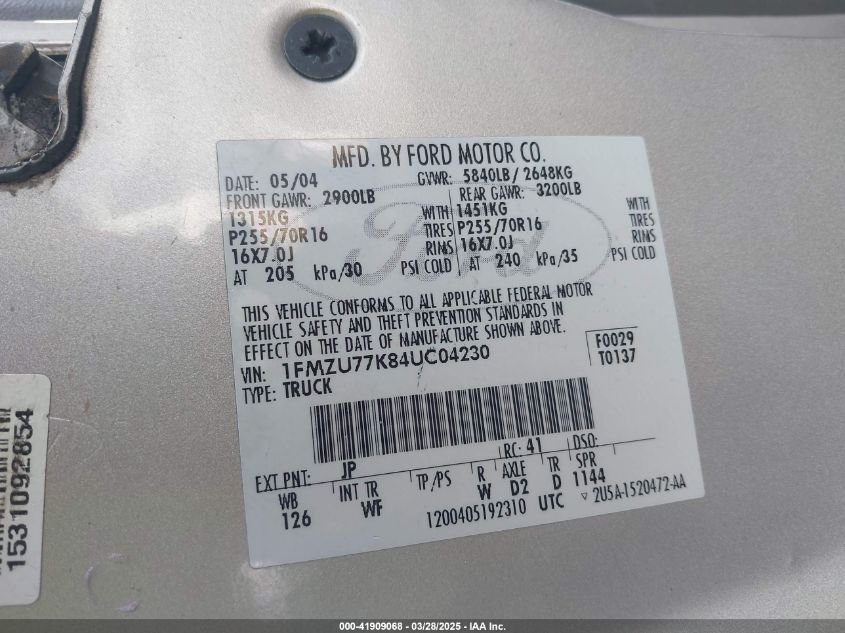 MFD. BY FORD MOTOR CO.
DATE: 05/04 GVWR: 5840LB/ 2648KG
FRONT GAWR: 2900LB REAR GAWR: 3200LB
1315KG WITH 1451KG WITH
P255/70R16 TIRES P255/70R16 TIRES
16X7.0J RIMS 16X7.0J RIMS
AT 205 kPa/30 PSI COLD AT 240 kPa/35 PSI COLD
Ford
THIS VEHICLE CONFORMS TO ALL APPLICABLE FEDERAL MOTOR
VEHICLE SAFETY AND THEFT PREVENTION STANDARDS IN
EFFECT ON THE DATE OF MANUFACTURE SHOWN ABOVE.
VIN: 1FMZU77K84UC04230 F0029
TYPE: TRUCK T0137
EXT PNT: JP RC: 41 DSO:
WB INT TR TP/PS R AXLE TR SPR
126 WF W D2 D 1144
1200405192310 UTC ▽ 2U5A-1520472-AA
1531092854
000-41909068 - 03/28/2025 - IAA Inc.